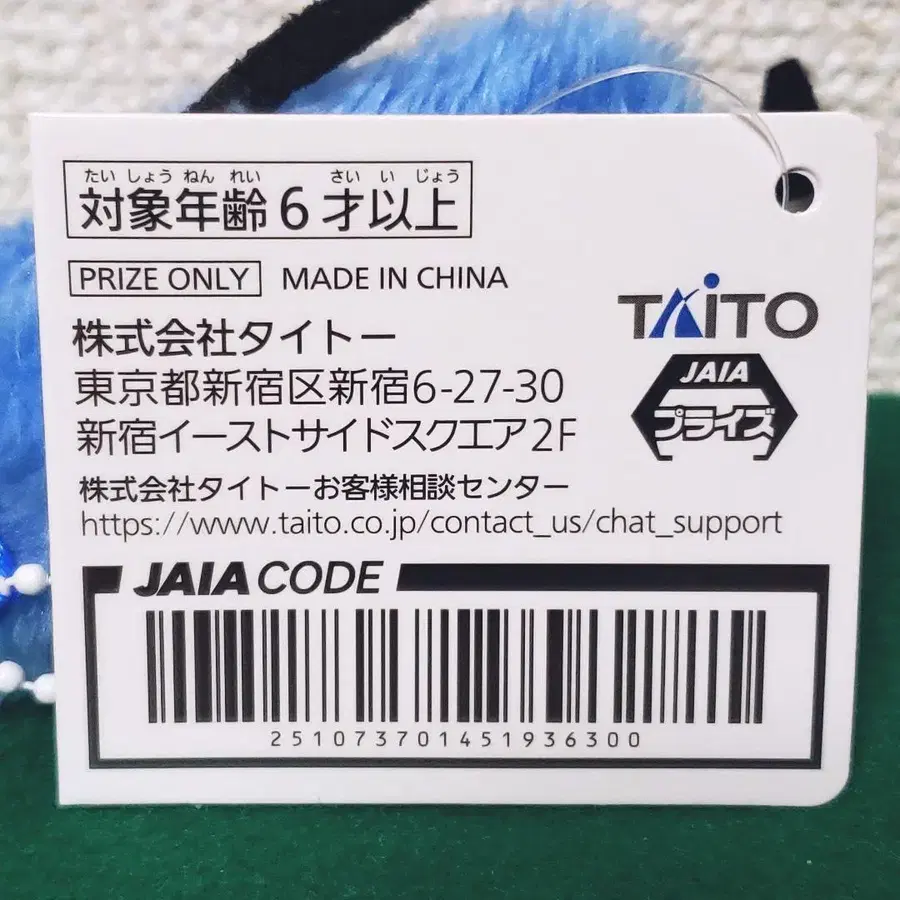 たいしょうねんれい さいいじょう
対象年齢6才以上
PRIZE ONLY MADE IN CHINA
TAITO
株式会社タイトー
東京都新宿区新宿6-27-30
新宿イーストサイドスクエア2F
JAIA
プライズ
株式会社タイトーお客様相談センター
https://www.taito.co.jp/contact_us/chat_support
JAIA CODE
251073701451936300